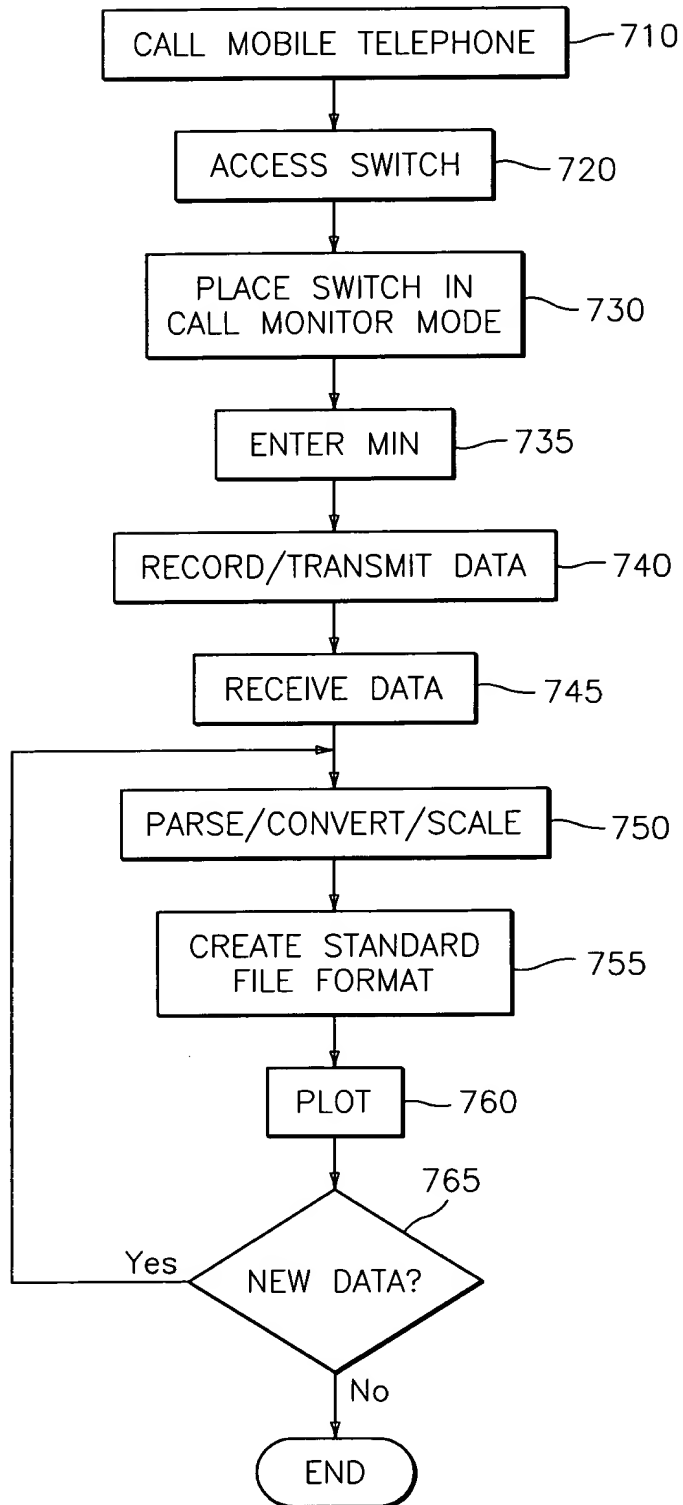 CALL MOBILE TELEPHONE 710
ACCESS SWITCH 720
PLACE SWITCH IN
CALL MONITOR MODE 730
ENTER MIN 735
RECORD/TRANSMIT DATA 740
RECEIVE DATA 745
PARSE/CONVERT/SCALE 750
CREATE STANDARD
FILE FORMAT 755
PLOT 760
765
Yes
NEW DATA?
No
END